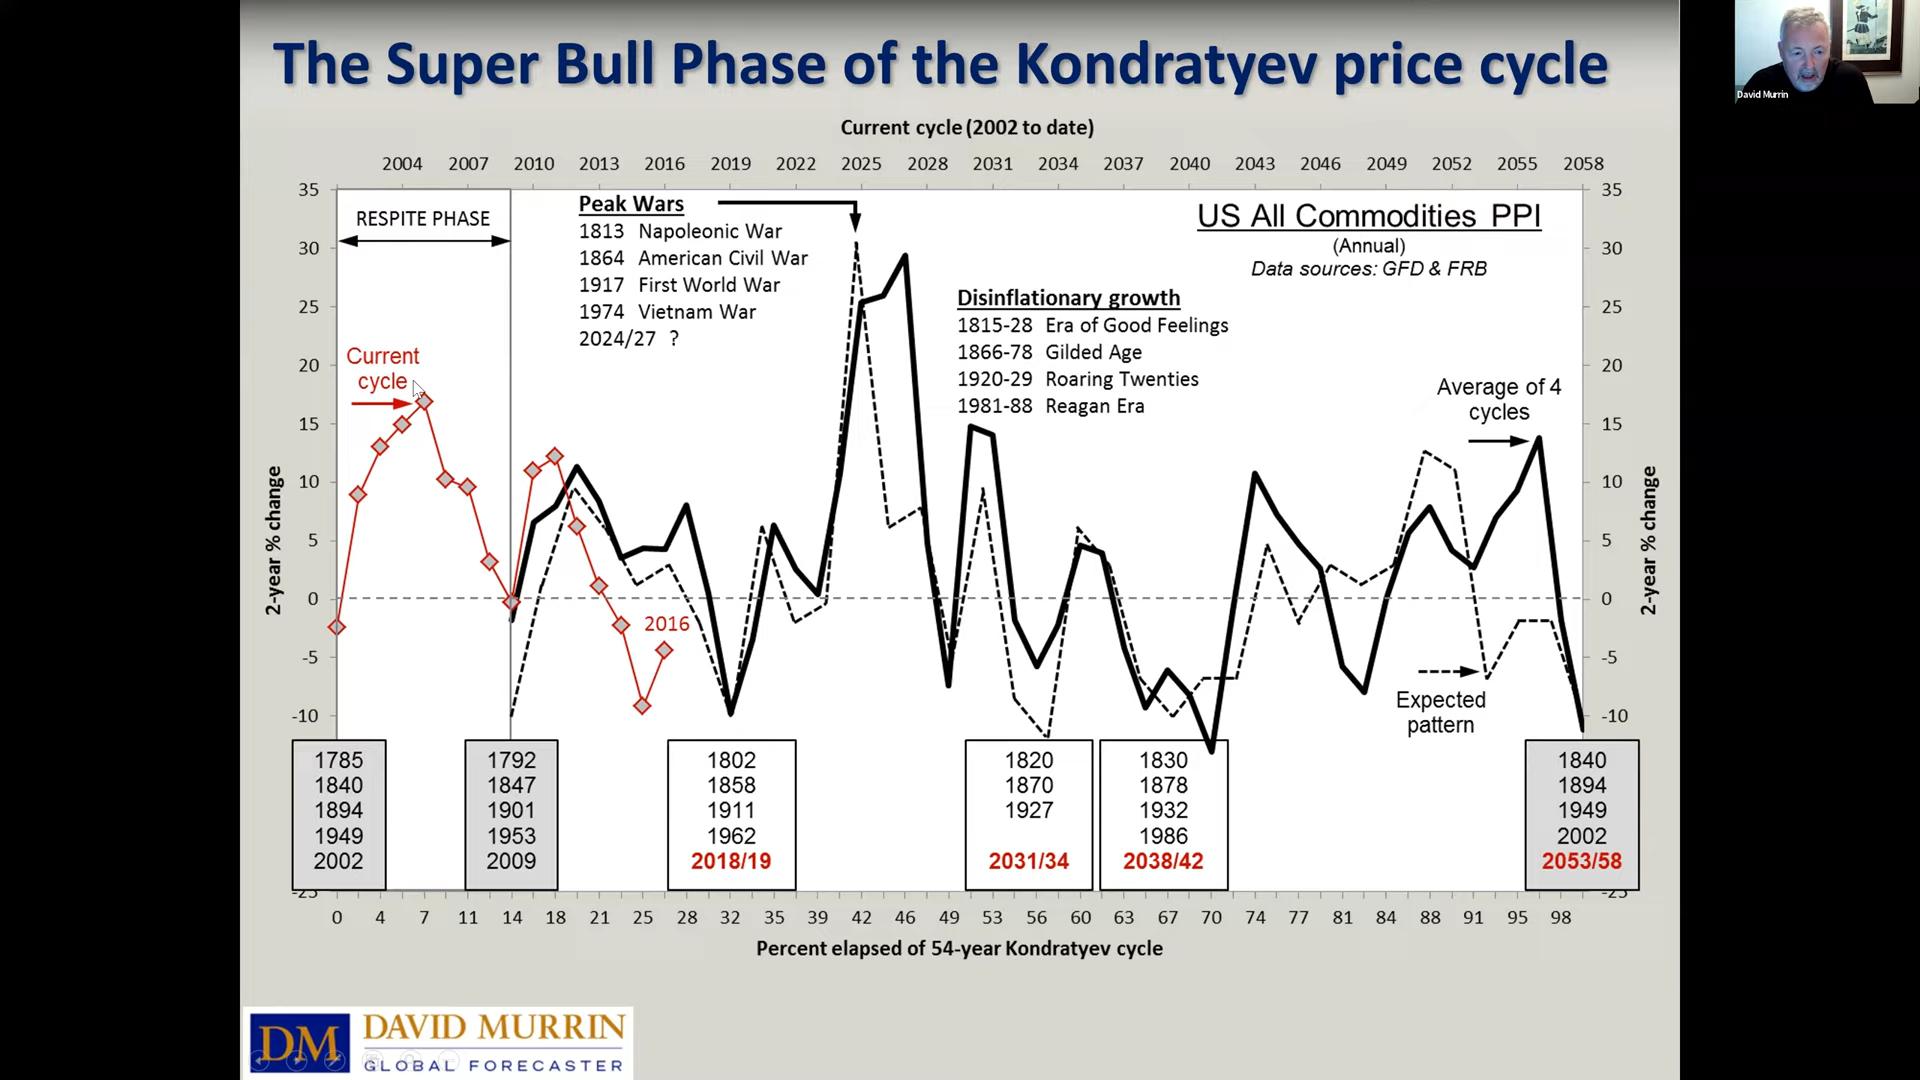 The Super Bull Phase of the Kondratyev price cycle
David Murrin
Current cycle (2002 to date)
2004 2007 2010 2013 2016 2019 2022 2025 2028 2031 2034 2037 2040 2043 2046 2049 2052 2055 2058
35
30
25
20
15
10
5
0
-5
-10
-25
2-year % change
RESPITE PHASE
Current
cycle
2016
Peak Wars
1813 Napoleonic War
1864 American Civil War
1917 First World War
1974 Vietnam War
2024/27 ?
Disinflationary growth
1815-28 Era of Good Feelings
1866-78 Gilded Age
1920-29 Roaring Twenties
1981-88 Reagan Era
US All Commodities PPI
(Annual)
Data sources: GFD & FRB
Average of 4
cycles
Expected
pattern
35
30
25
20
15
10
5
0
-5
-10
-25
2-year % change
1785
1840
1894
1949
2002
1792
1847
1901
1953
2009
1802
1858
1911
1962
2018/19
1820
1870
1927
2031/34
1830
1878
1932
1986
2038/42
1840
1894
1949
2002
2053/58
0 4 7 11 14 18 21 25 28 32 35 39 42 46 49 53 56 60 63 67 70 74 77 81 84 88 91 95 98
Percent elapsed of 54-year Kondratyev cycle
DM
DAVID MURRIN
GLOBAL FORECASTER